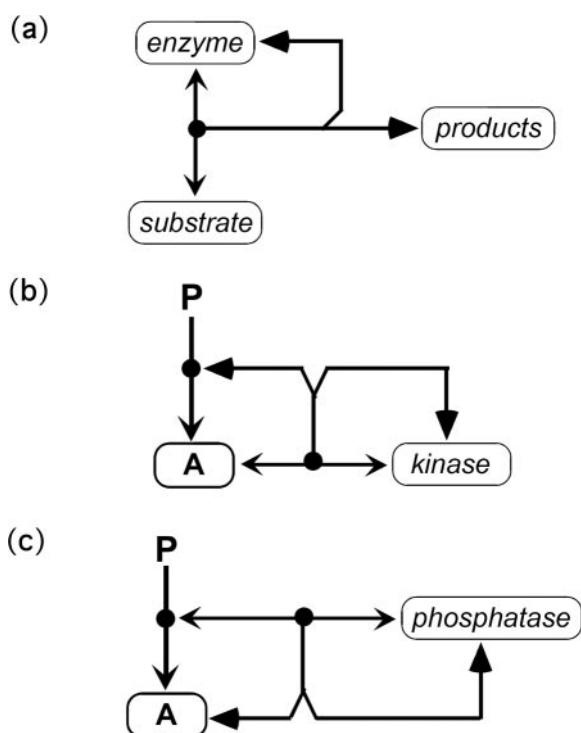 (a)
enzyme
products
substrate
(b)
P
A
kinase
(c)
P
phosphatase
A